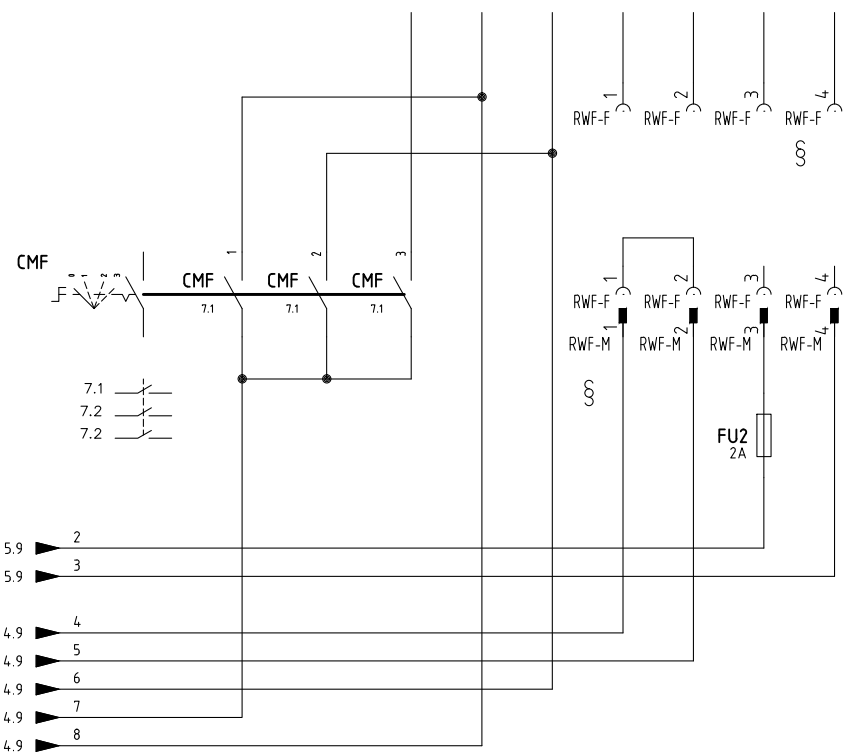 1 2 3 4
RWF-F RWF-F RWF-F RWF-F
§
CMF
0 1 2 3
1 2 3
CMF CMF CMF
7.1 7.1 7.1
1 2 3 4
RWF-F RWF-F RWF-F RWF-F
1 2 3 4
RWF-M RWF-M RWF-M RWF-M
§
7.1
7.2
7.2
FU2
2A
5.9 2
5.9 3
4.9 4
4.9 5
4.9 6
4.9 7
4.9 8